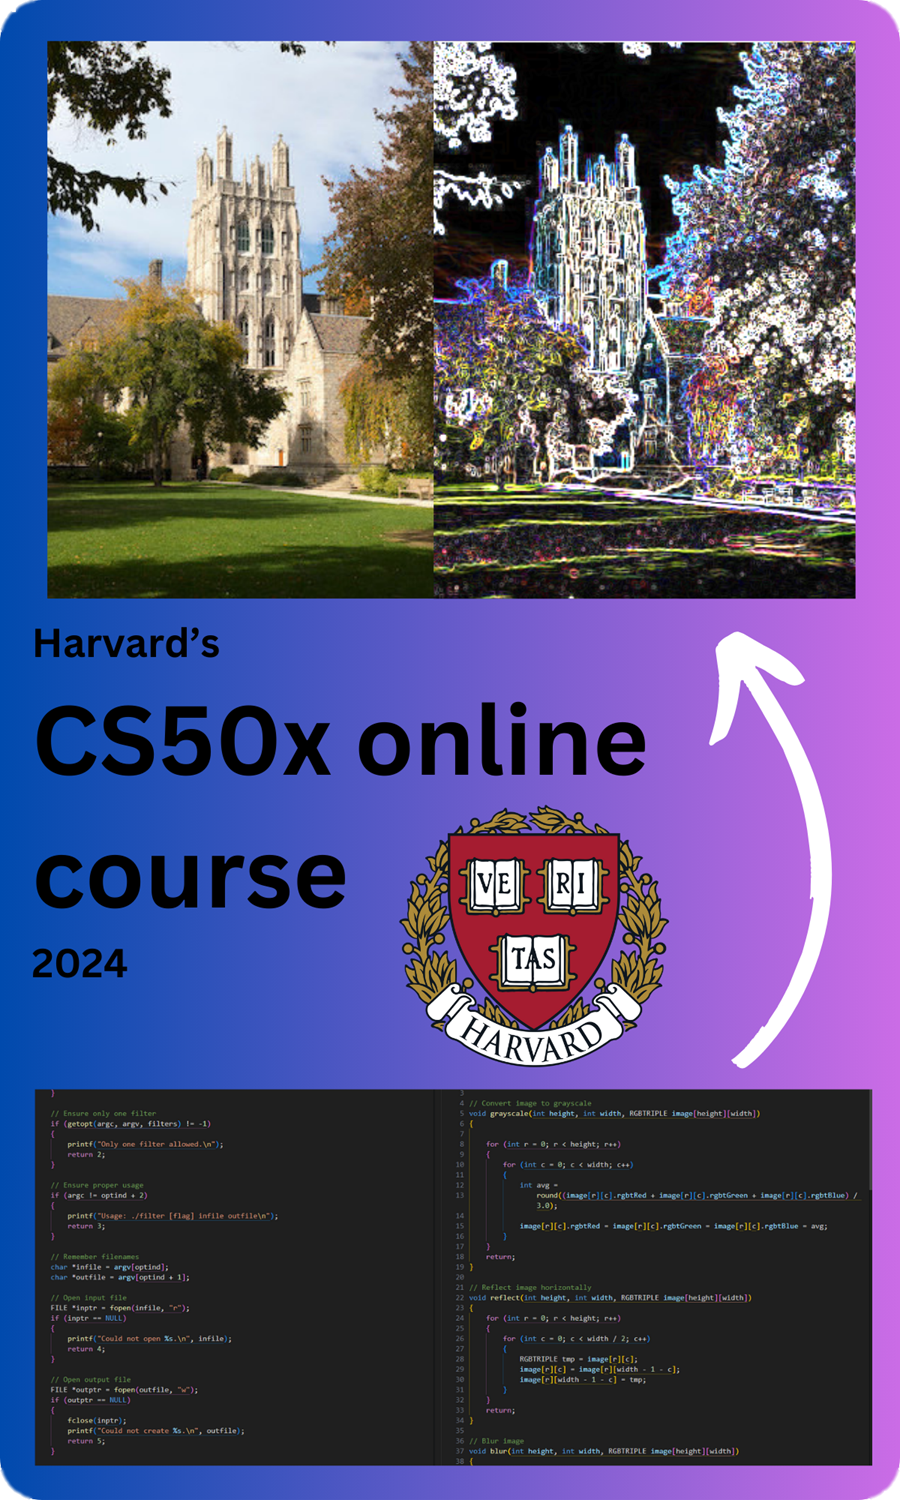 Harvard’s
CS50x online
course
2024
VE RI
TAS
HARVARD
}
// Ensure only one filter
if (getopt(argc, argv, filters) != -1)
{
printf("Only one filter allowed.\n");
return 2;
}
// Ensure proper usage
if (argc != optind + 2)
{
printf("Usage: ./filter [flag] infile outfile\n");
return 3;
}
// Remember filenames
char *infile = argv[optind];
char *outfile = argv[optind + 1];
// Open input file
FILE *inptr = fopen(infile, "r");
if (inptr == NULL)
{
printf("Could not open %s.\n", infile);
return 4;
}
// Open output file
FILE *outptr = fopen(outfile, "w");
if (outptr == NULL)
{
fclose(inptr);
printf("Could not create %s.\n", outfile);
return 5;
}
3
4 // Convert image to grayscale
5 void grayscale(int height, int width, RGBTRIPLE image[height][width])
6 {
7
8 for (int r = 0; r < height; r++)
9 {
10 for (int c = 0; c < width; c++)
11 {
12 int avg =
13 round((image[r][c].rgbtRed + image[r][c].rgbtGreen + image[r][c].rgbtBlue) /
3.0);
14
15 image[r][c].rgbtRed = image[r][c].rgbtGreen = image[r][c].rgbtBlue = avg;
16 }
17 }
18 return;
19 }
20
21 // Reflect image horizontally
22 void reflect(int height, int width, RGBTRIPLE image[height][width])
23 {
24 for (int r = 0; r < height; r++)
25 {
26 for (int c = 0; c < width / 2; c++)
27 {
28 RGBTRIPLE tmp = image[r][c];
29 image[r][c] = image[r][width - 1 - c];
30 image[r][width - 1 - c] = tmp;
31 }
32 }
33 return;
34 }
35
36 // Blur image
37 void blur(int height, int width, RGBTRIPLE image[height][width])
38 {